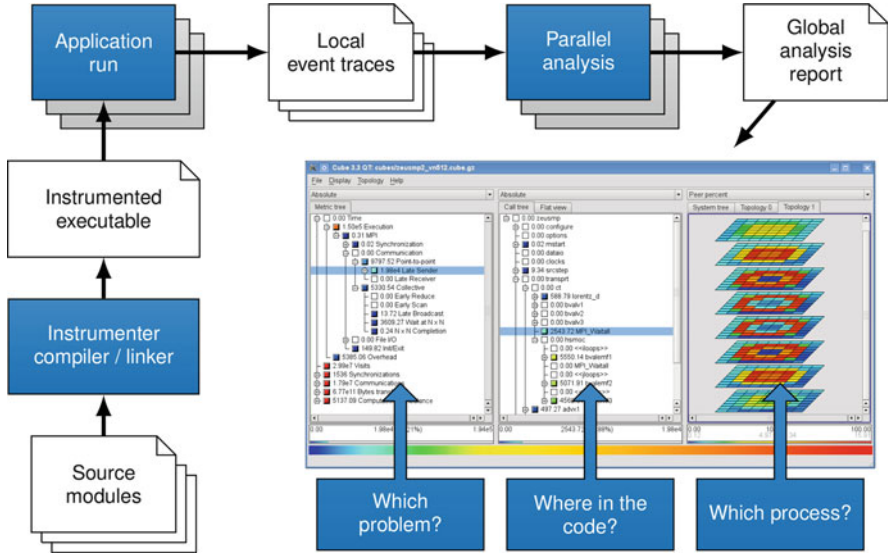 Application
run
Local
event traces
Parallel
analysis
Global
analysis
report
Instrumented
executable
Instrumenter
compiler / linker
Source
modules
Cube 3.3 QT: cubes/zeusmp2_vn812.cube.gz
File Display Topology Help
Absolute
Absolute
Peer percent
Metric tree
Call tree
Flat view
System tree
Topology 0
Topology 1
0.00 Time
1.50e5 Execution
0.31 MPI
0.02 Synchronization
0.00 Communication
9787.52 Point-to-point
1.98e4 Late Sender
0.00 Late Receiver
5330.54 Collective
0.00 Early Reduce
0.00 Early Scan
13.72 Late Broadcast
3609.27 Wait at N x N
0.24 N x N Completion
0.00 File I/O
149.82 Init/Exit
5385.06 Overhead
2.99e7 Visits
1536 Synchronizations
1.79e7 Communications
6.77e11 Bytes
5137.09
0.00 zeusmp
0.00 configure
0.00 options
0.02 mstart
0.00 dataio
0.00 clocks
9.34 srcstep
0.00 transprt
0.00 ct
588.79 lorentz_d
0.00 bvalv1
0.00 bvalv2
0.00 bvalv3
2543.72 MPI_Waitall
0.00 hsmoc
0.00 <<iloops>>
5550.14 bvalemf1
0.00 MPI_Waitall
0.00 <<jloops>>
5071.91 bvalemf2
0.00
497.27 advx1
0.00
1.94e5
0.00
2543.72
1.98e4
0.00
100.00
Which
problem?
Where in the
code?
Which process?